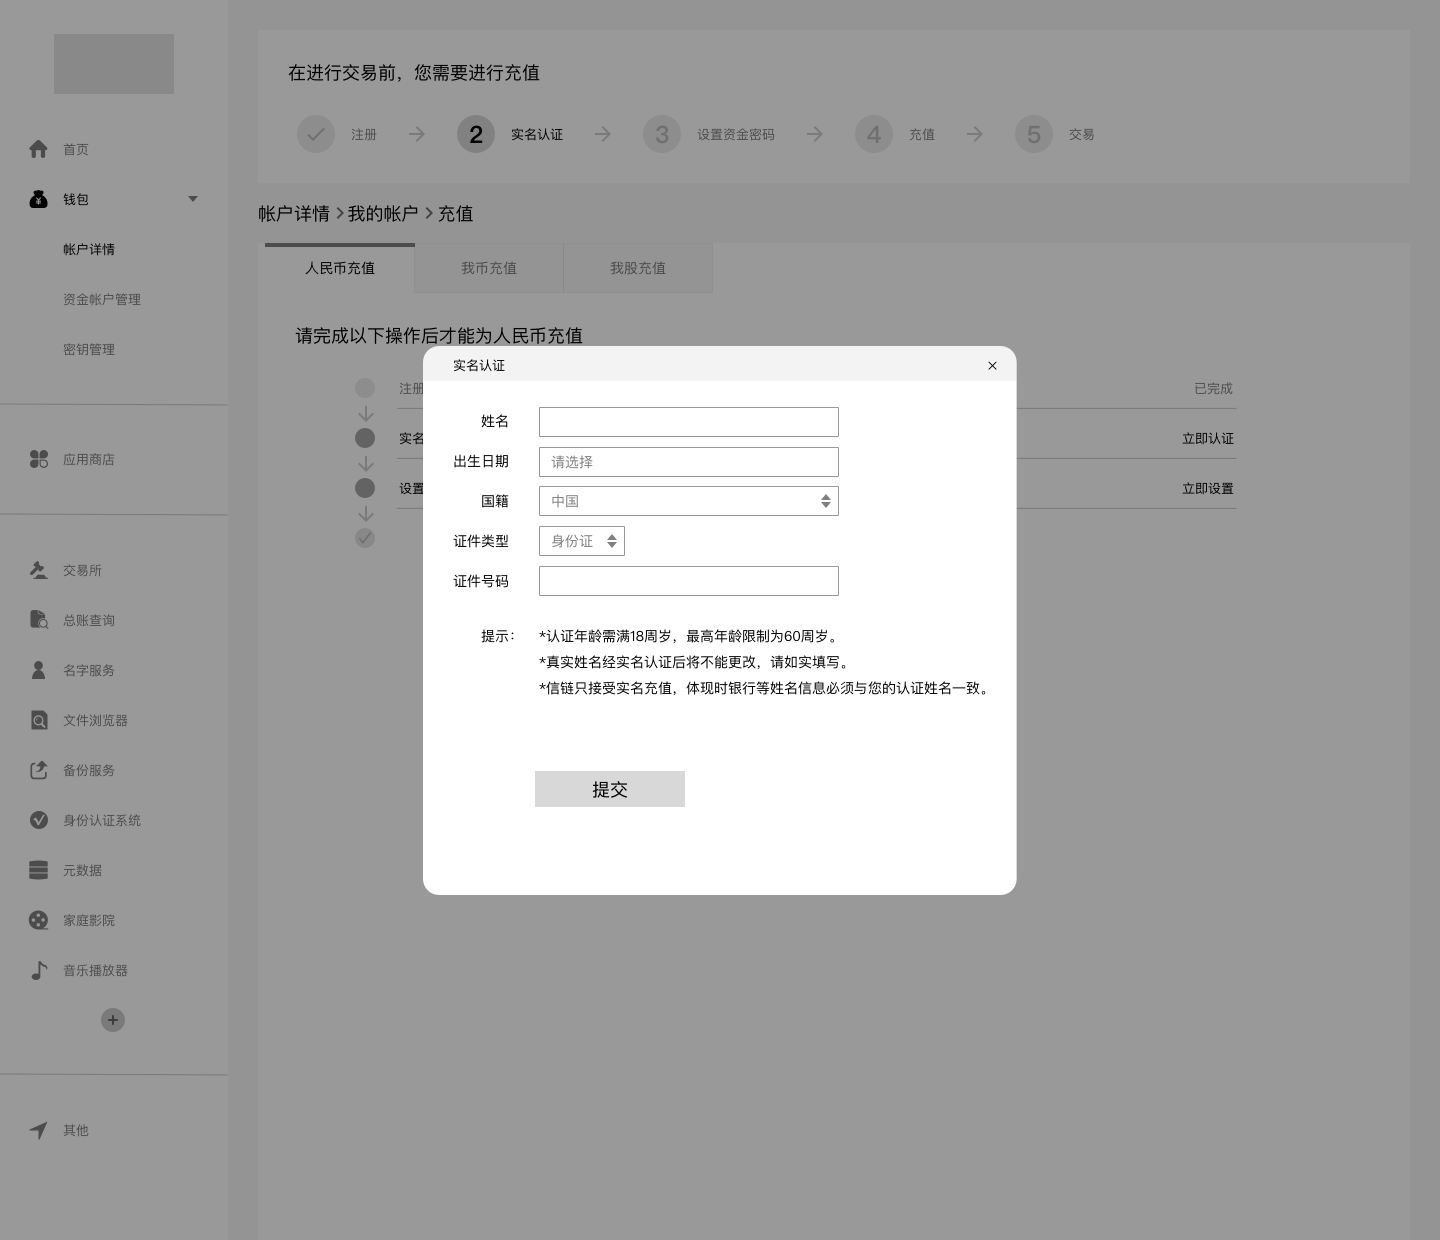 首页
钱包
帐户详情
资金帐户管理
密钥管理
应用商店
交易所
总账查询
名字服务
文件浏览器
备份服务
身份认证系统
元数据
家庭影院
音乐播放器
其他
在进行交易前，您需要进行充值
注册 2 实名认证 3 设置资金密码 4 充值 5 交易
帐户详情 > 我的帐户 > 充值
人民币充值 我币充值 我股充值
请完成以下操作后才能为人民币充值
注册 已完成
实名 立即认证
设置 立即设置
实名认证 ×
姓名
出生日期 请选择
国籍 中国
证件类型 身份证
证件号码
提示： *认证年龄需满18周岁，最高年龄限制为60周岁。
*真实姓名经实名认证后将不能更改，请如实填写。
*信链只接受实名充值，体现时银行等姓名信息必须与您的认证姓名一致。
提交